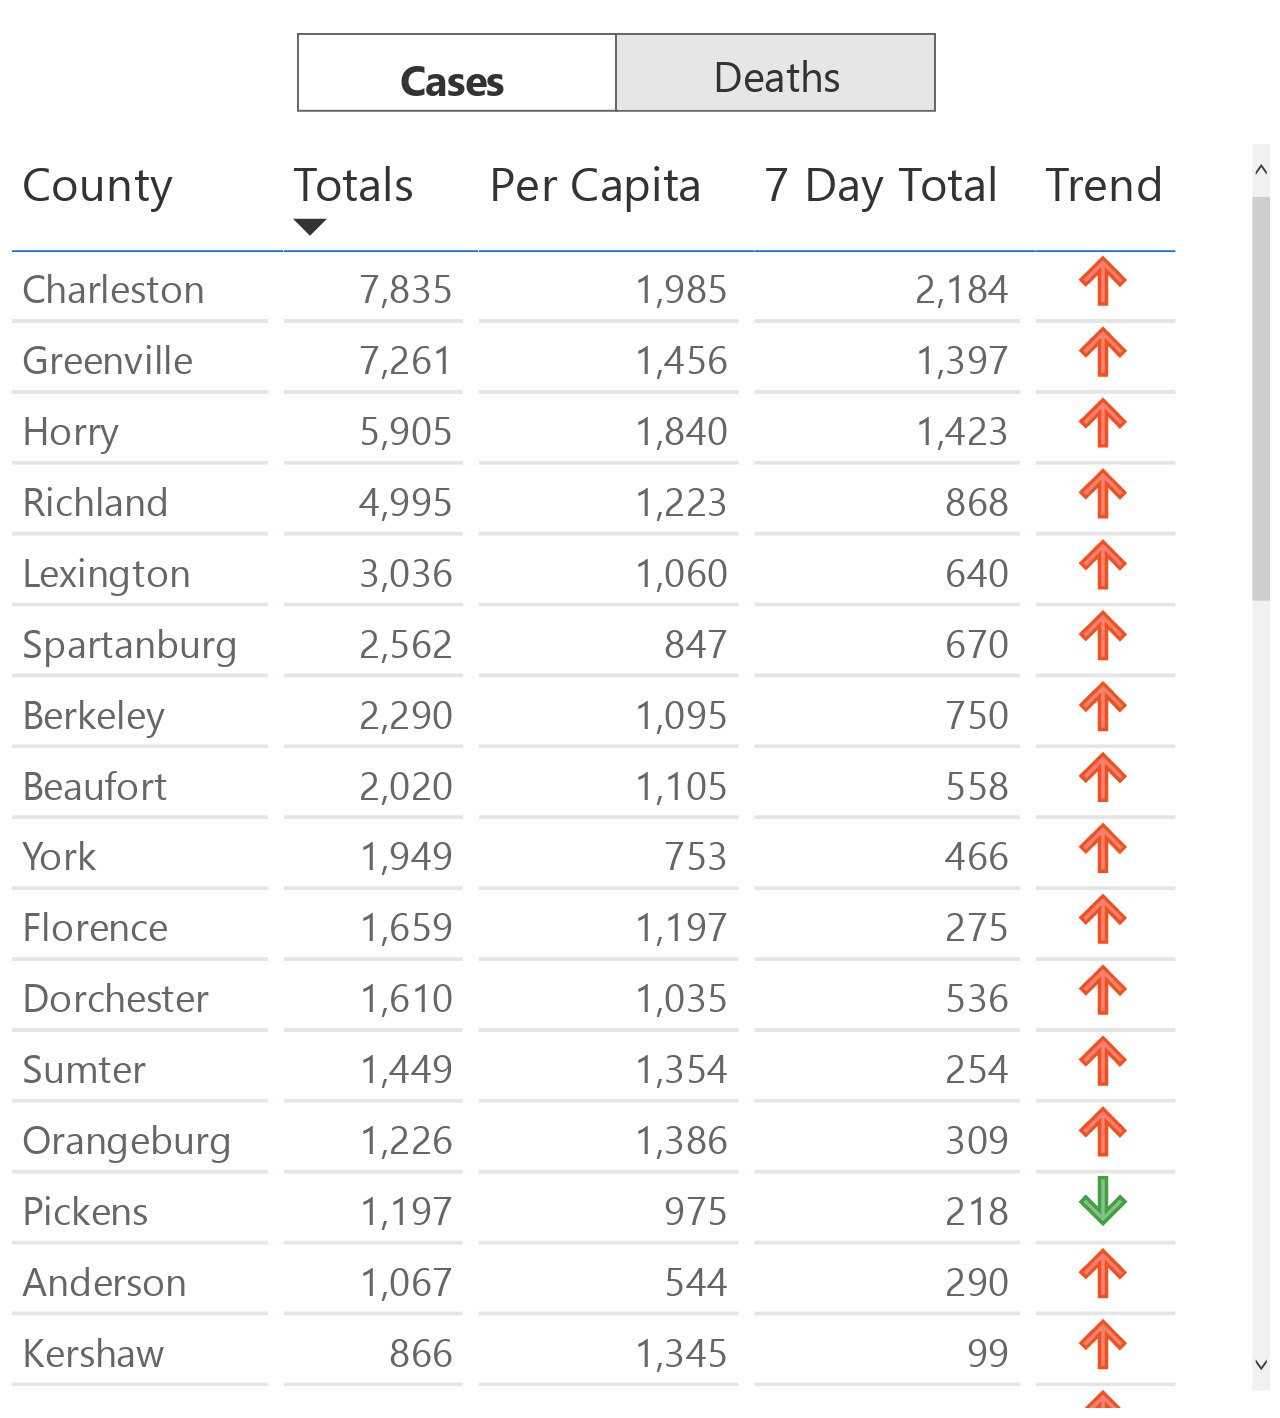 Cases Deaths
County Totals Per Capita 7 Day Total Trend
Charleston 7,835 1,985 2,184
Greenville 7,261 1,456 1,397
Horry 5,905 1,840 1,423
Richland 4,995 1,223 868
Lexington 3,036 1,060 640
Spartanburg 2,562 847 670
Berkeley 2,290 1,095 750
Beaufort 2,020 1,105 558
York 1,949 753 466
Florence 1,659 1,197 275
Dorchester 1,610 1,035 536
Sumter 1,449 1,354 254
Orangeburg 1,226 1,386 309
Pickens 1,197 975 218
Anderson 1,067 544 290
Kershaw 866 1,345 99